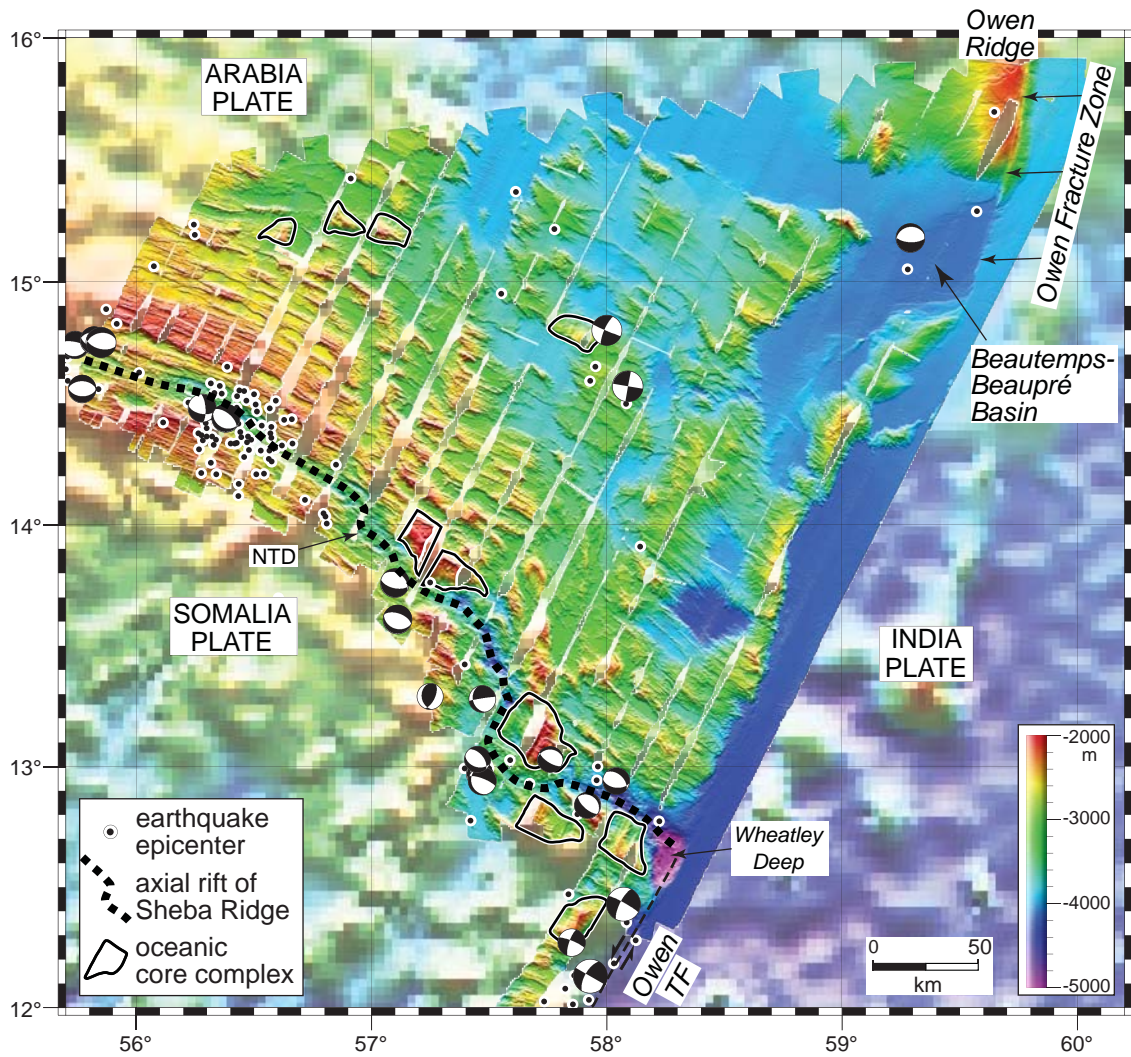 16°
15°
14°
13°
12°
56°
57°
58°
59°
60°
ARABIA
PLATE
Owen
Ridge
Owen Fracture Zone
Beautemps-
Beaupré
Basin
NTD
SOMALIA
PLATE
INDIA
PLATE
Wheatley
Deep
Owen
TF
earthquake
epicenter
axial rift of
Sheba Ridge
oceanic
core complex
0 50
km
-2000
m
-3000
-4000
-5000